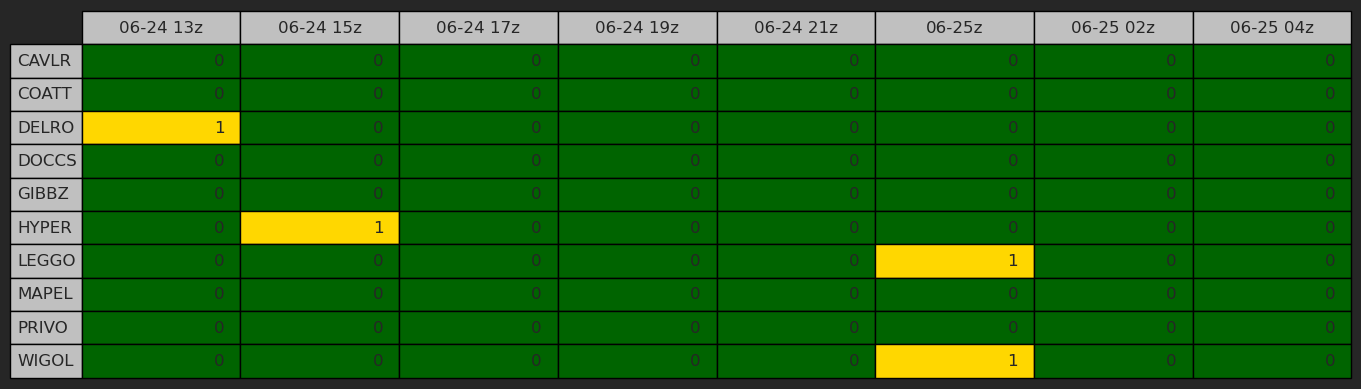 06-24 13z 06-24 15z 06-24 17z 06-24 19z 06-24 21z 06-25z 06-25 02z 06-25 04z
CAVLR 0 0 0 0 0 0 0 0
COATT 0 0 0 0 0 0 0 0
DELRO 1 0 0 0 0 0 0 0
DOCCS 0 0 0 0 0 0 0 0
GIBBZ 0 0 0 0 0 0 0 0
HYPER 0 1 0 0 0 0 0 0
LEGGO 0 0 0 0 0 1 0 0
MAPEL 0 0 0 0 0 0 0 0
PRIVO 0 0 0 0 0 0 0 0
WIGOL 0 0 0 0 0 1 0 0